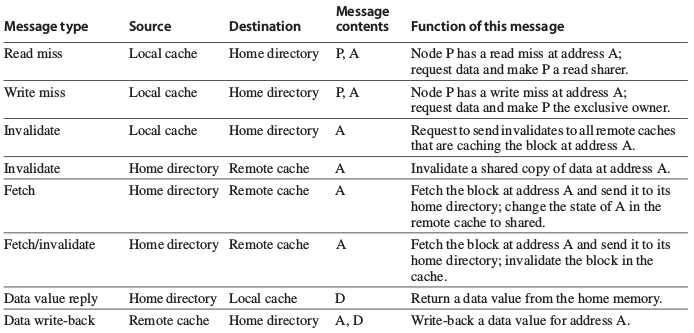 Message type Source Destination Message contents Function of this message
Read miss Local cache Home directory P, A Node P has a read miss at address A;
request data and make P a read sharer.
Write miss Local cache Home directory P, A Node P has a write miss at address A;
request data and make P the exclusive owner.
Invalidate Local cache Home directory A Request to send invalidates to all remote caches
that are caching the block at address A.
Invalidate Home directory Remote cache A Invalidate a shared copy of data at address A.
Fetch Home directory Remote cache A Fetch the block at address A and send it to its
home directory; change the state of A in the
remote cache to shared.
Fetch/invalidate Home directory Remote cache A Fetch the block at address A and send it to its
home directory; invalidate the block in the
cache.
Data value reply Home directory Local cache D Return a data value from the home memory.
Data write-back Remote cache Home directory A, D Write-back a data value for address A.